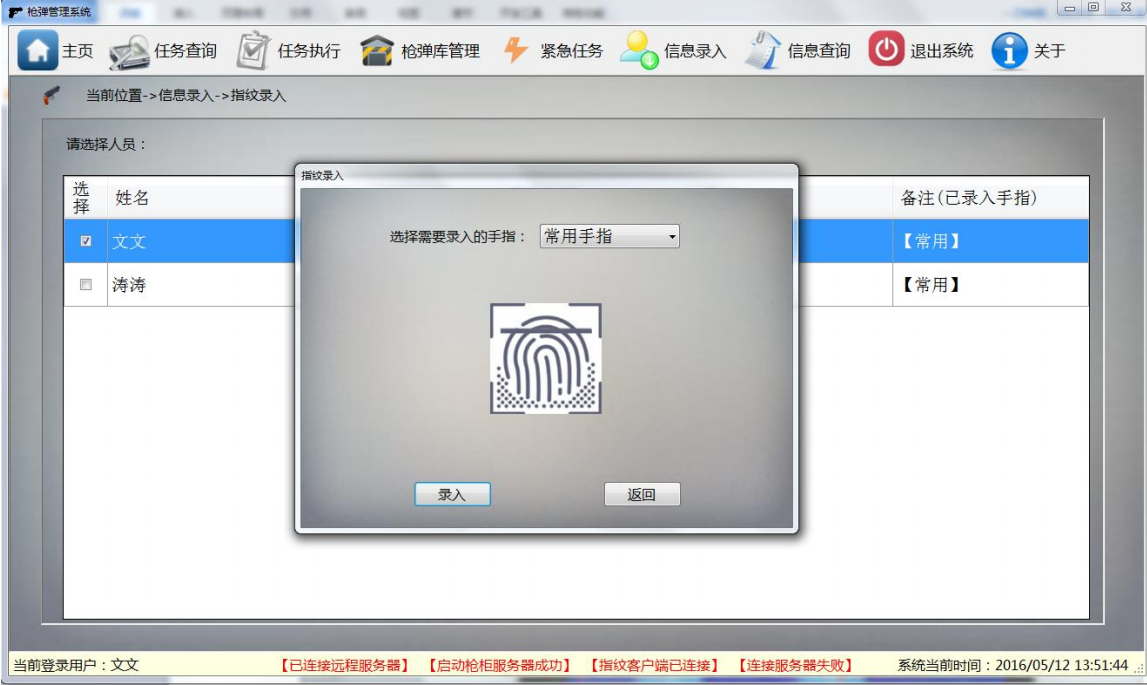 枪弹管理系统
主页 任务查询 任务执行 枪弹库管理 紧急任务 信息录入 信息查询 退出系统 关于
当前位置->信息录入->指纹录入
请选择人员：
指纹录入
选择 姓名 备注(已录入手指)
选择需要录入的手指： 常用手指
文文 【常用】
涛涛 【常用】
录入 返回
当前登录用户：文文 【已连接远程服务器】 【启动枪柜服务器成功】 【指纹客户端已连接】 【连接服务器失败】 系统当前时间：2016/05/12 13:51:44